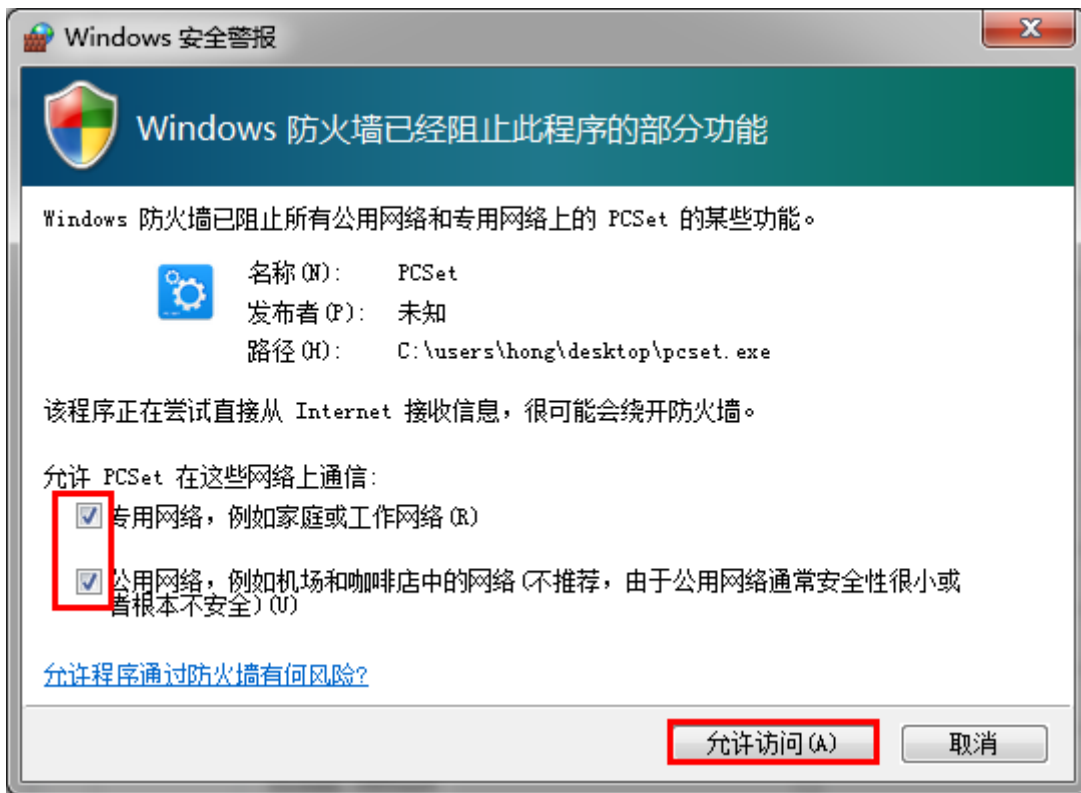 Windows 安全警报
Windows 防火墙已经阻止此程序的部分功能
Windows 防火墙已阻止所有公用网络和专用网络上的 PCSet 的某些功能。
名称(N): PCSet
发布者(P): 未知
路径(H): C:\users\hong\desktop\pcset.exe
该程序正在尝试直接从 Internet 接收信息，很可能会绕开防火墙。
允许 PCSet 在这些网络上通信:
专用网络，例如家庭或工作网络(R)
公用网络，例如机场和咖啡店中的网络(不推荐，由于公用网络通常安全性很小或
者根本不安全)(U)
允许程序通过防火墙有何风险?
允许访问(A) 取消